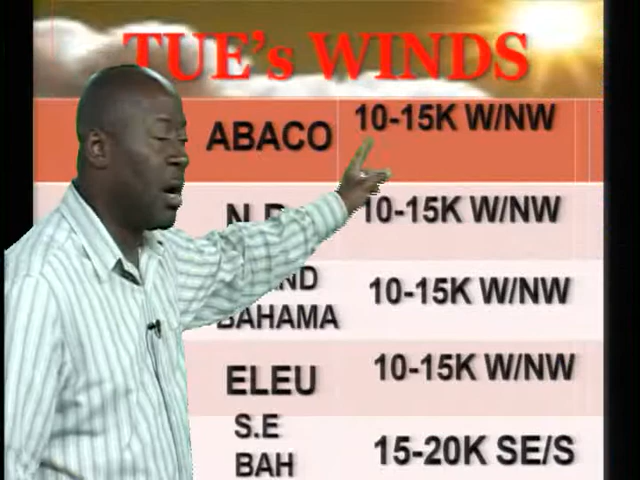 TUE's WINDS
ABACO 10-15K W/NW
N.P. 10-15K W/NW
BAHAMA 10-15K W/NW
ELEU 10-15K W/NW
S.E
BAH 15-20K SE/S